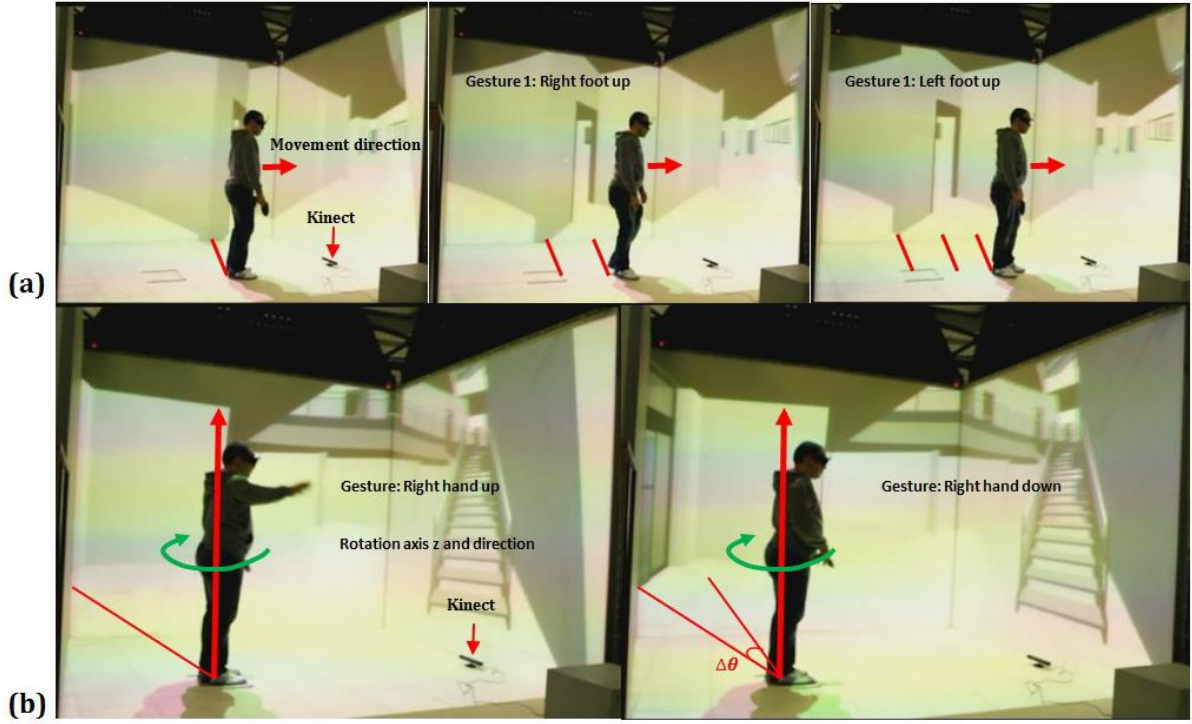 Movement direction
Kinect
Gesture 1: Right foot up
Gesture 1: Left foot up
(a)
Gesture: Right hand up
Rotation axis z and direction
Kinect
Gesture: Right hand down
Δθ
(b)